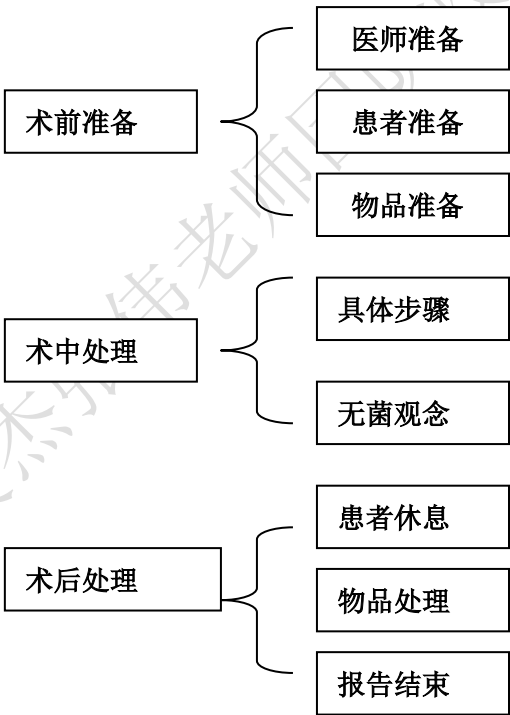 术前准备
医师准备
患者准备
物品准备
术中处理
具体步骤
无菌观念
术后处理
患者休息
物品处理
报告结束